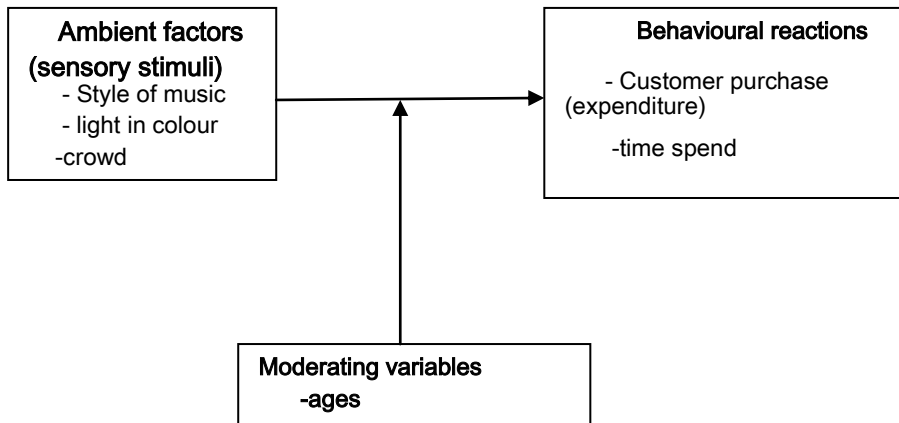 Ambient factors
(sensory stimuli)
- Style of music
- light in colour
-crowd
Behavioural reactions
- Customer purchase
(expenditure)
-time spend
Moderating variables
-ages